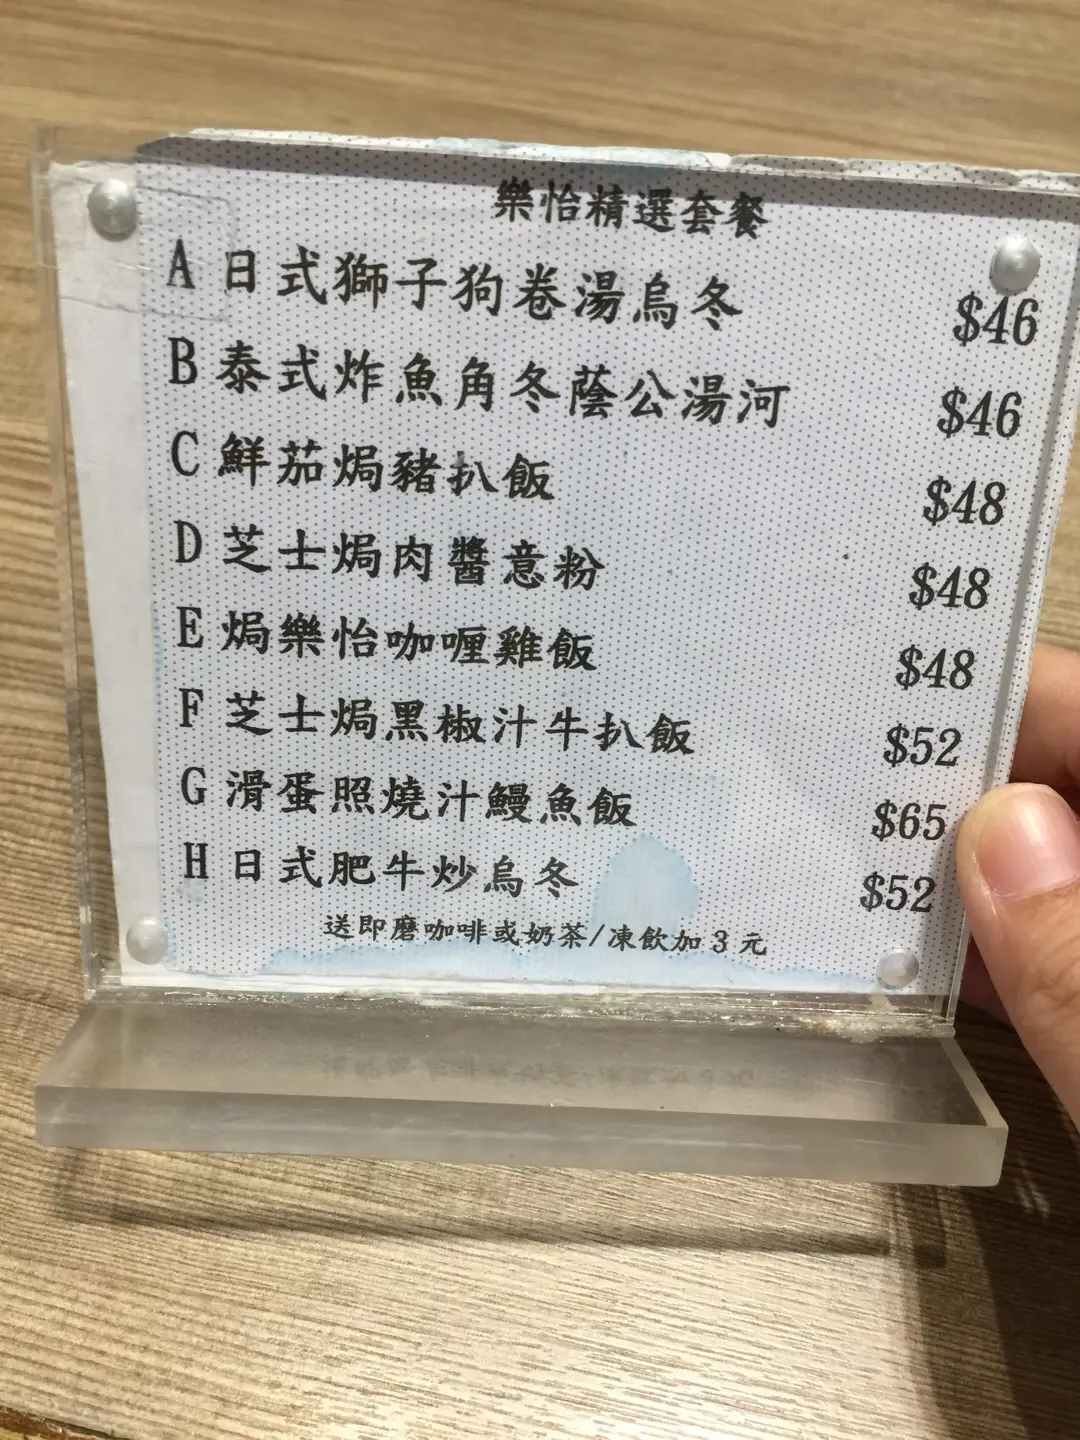 樂怡精選套餐
A 日式獅子狗卷湯烏冬 $46
B 泰式炸魚角冬蔭公湯河 $46
C 鮮茄焗豬扒飯 $48
D 芝士焗肉醬意粉 $48
E 焗樂怡咖喱雞飯 $48
F 芝士焗黑椒汁牛扒飯 $52
G 滑蛋照燒汁鰻魚飯 $65
H 日式肥牛炒烏冬 $52
送即磨咖啡或奶茶/凍飲加3元